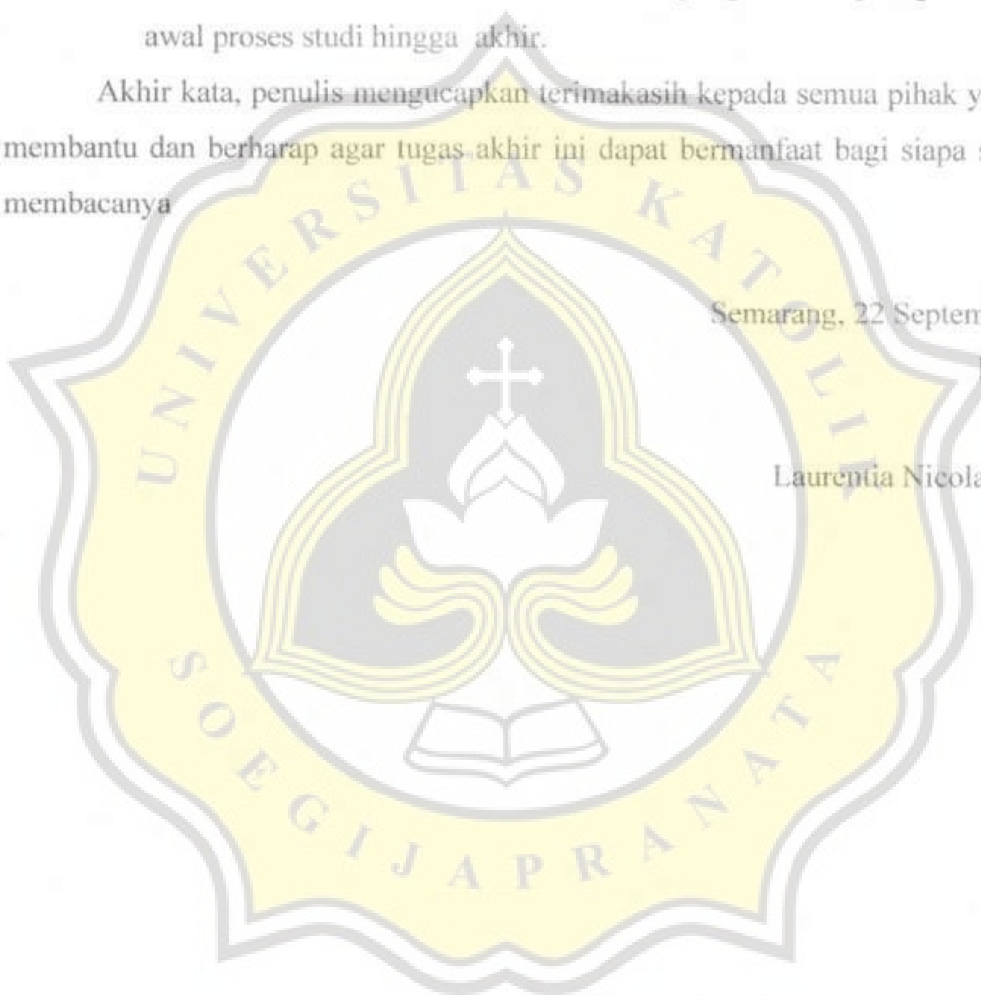 awal proses studi hingga akhir.
Akhir kata, penulis mengucapkan terimakasih kepada semua pihak y
membantu dan berharap agar tugas akhir ini dapat bermanfaat bagi siapa
membacanya
Semarang, 22 Septem
Laurentia Nicola
UNIVERSITAS KATOLIK
SOEGIJAPRANATA